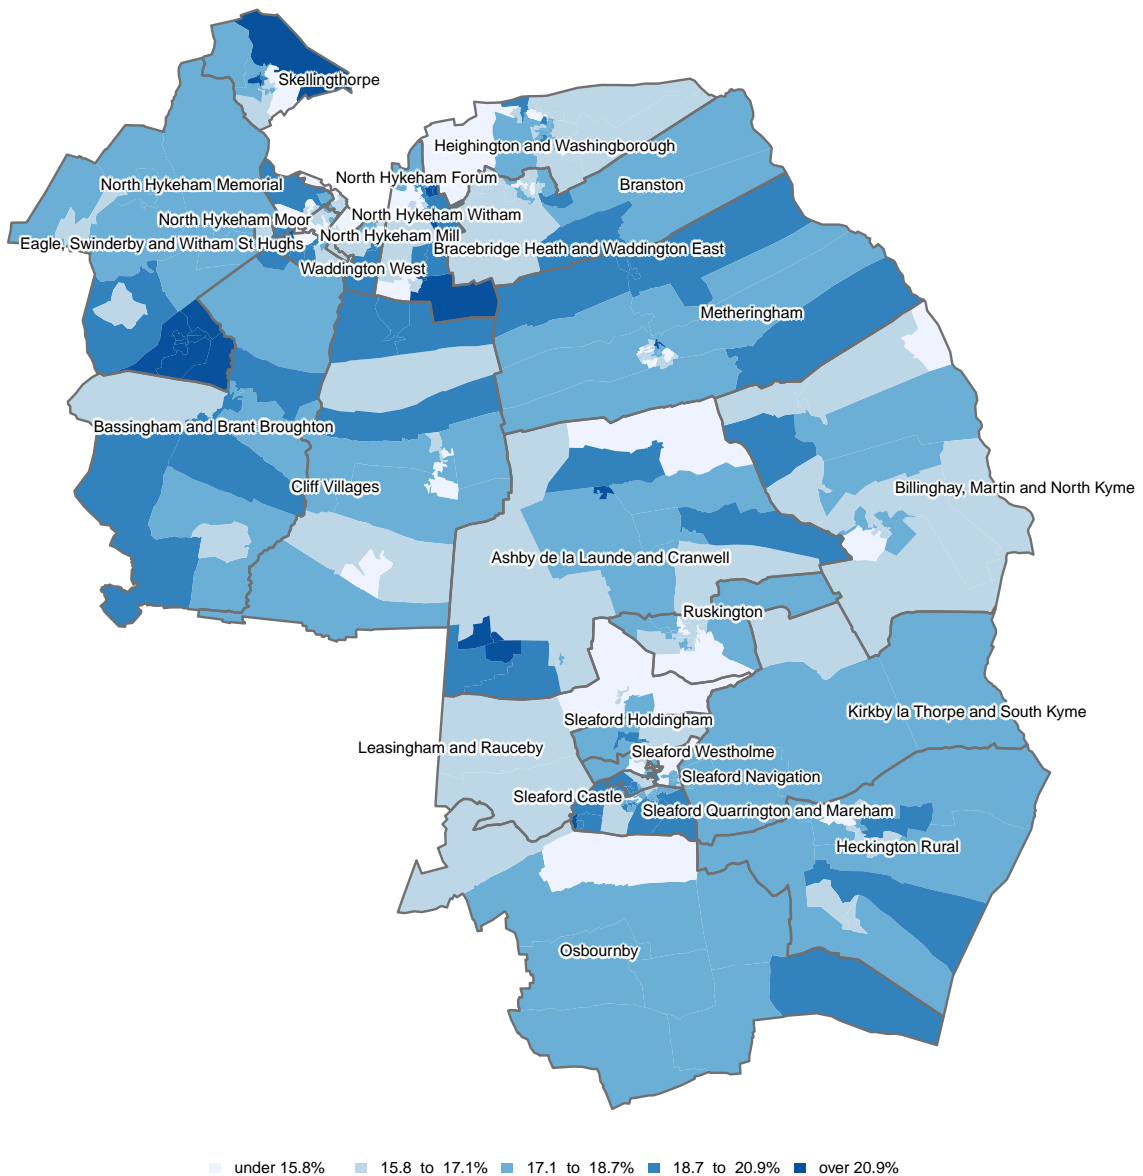 Skellingthorpe
Heighington and Washingborough
North Hykeham Forum
North Hykeham Memorial
Branston
North Hykeham Moor
North Hykeham Witham
North Hykeham Mill
Eagle, Swinderby and Witham St Hughs
Bracebridge Heath and Waddington East
Waddington West
Metheringham
Bassingham and Brant Broughton
Cliff Villages
Billinghay, Martin and North Kyme
Ashby de la Launde and Cranwell
Ruskington
Kirkby la Thorpe and South Kyme
Sleaford Holdingham
Leasingham and Rauceby
Sleaford Westholme
Sleaford Navigation
Sleaford Castle
Sleaford Quarrington and Mareham
Heckington Rural
Osbournby
under 15.8% 15.8 to 17.1% 17.1 to 18.7% 18.7 to 20.9% over 20.9%